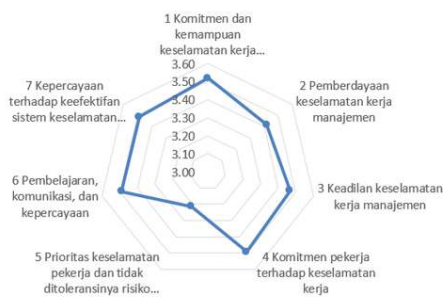 1 Komitmen dan
kemampuan
keselamatan kerja...
2 Pemberdayaan
keselamatan kerja
manajemen
3 Keadilan keselamatan
kerja manajemen
4 Komitmen pekerja
terhadap keselamatan
kerja
5 Prioritas keselamatan
pekerja dan tidak
ditoleransinya risiko...
6 Pembelajaran,
komunikasi, dan
kepercayaan
7 Kepercayaan
terhadap keefektifan
sistem keselamatan...
3.60
3.50
3.40
3.30
3.20
3.10
3.00